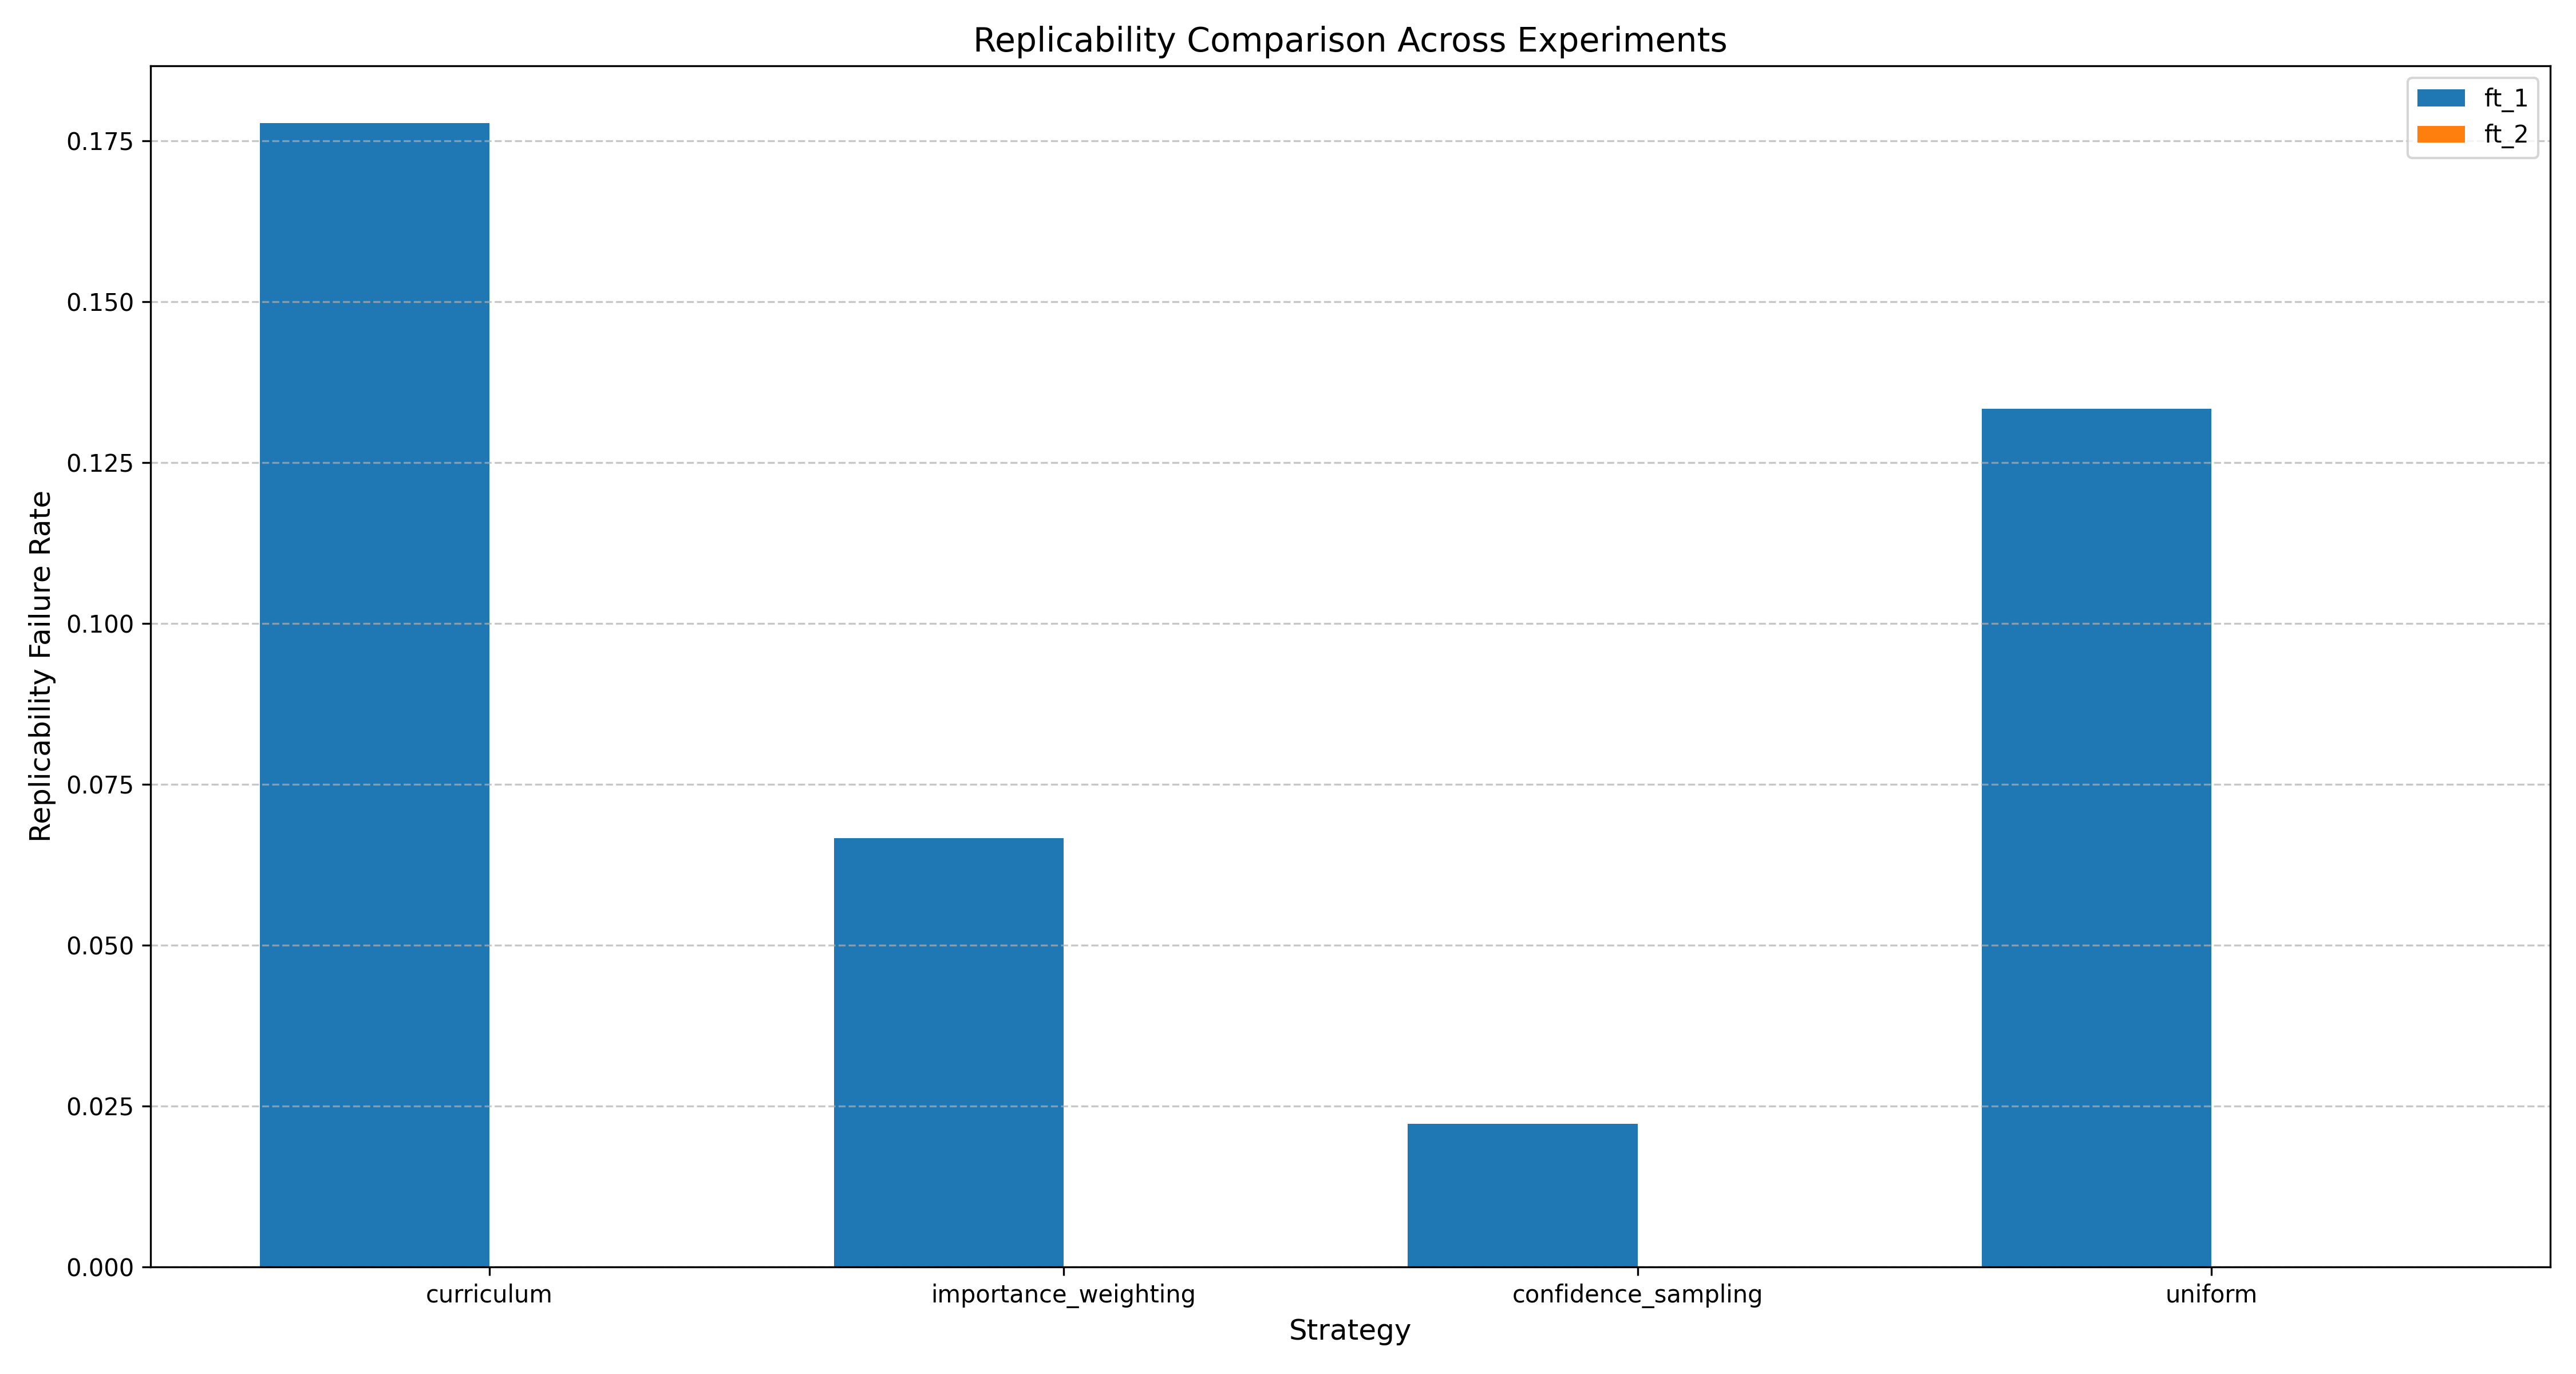 Replicability Comparison Across Experiments
ft_1
ft_2
Replicability Failure Rate
0.175
0.150
0.125
0.100
0.075
0.050
0.025
0.000
curriculum
importance_weighting
confidence_sampling
uniform
Strategy